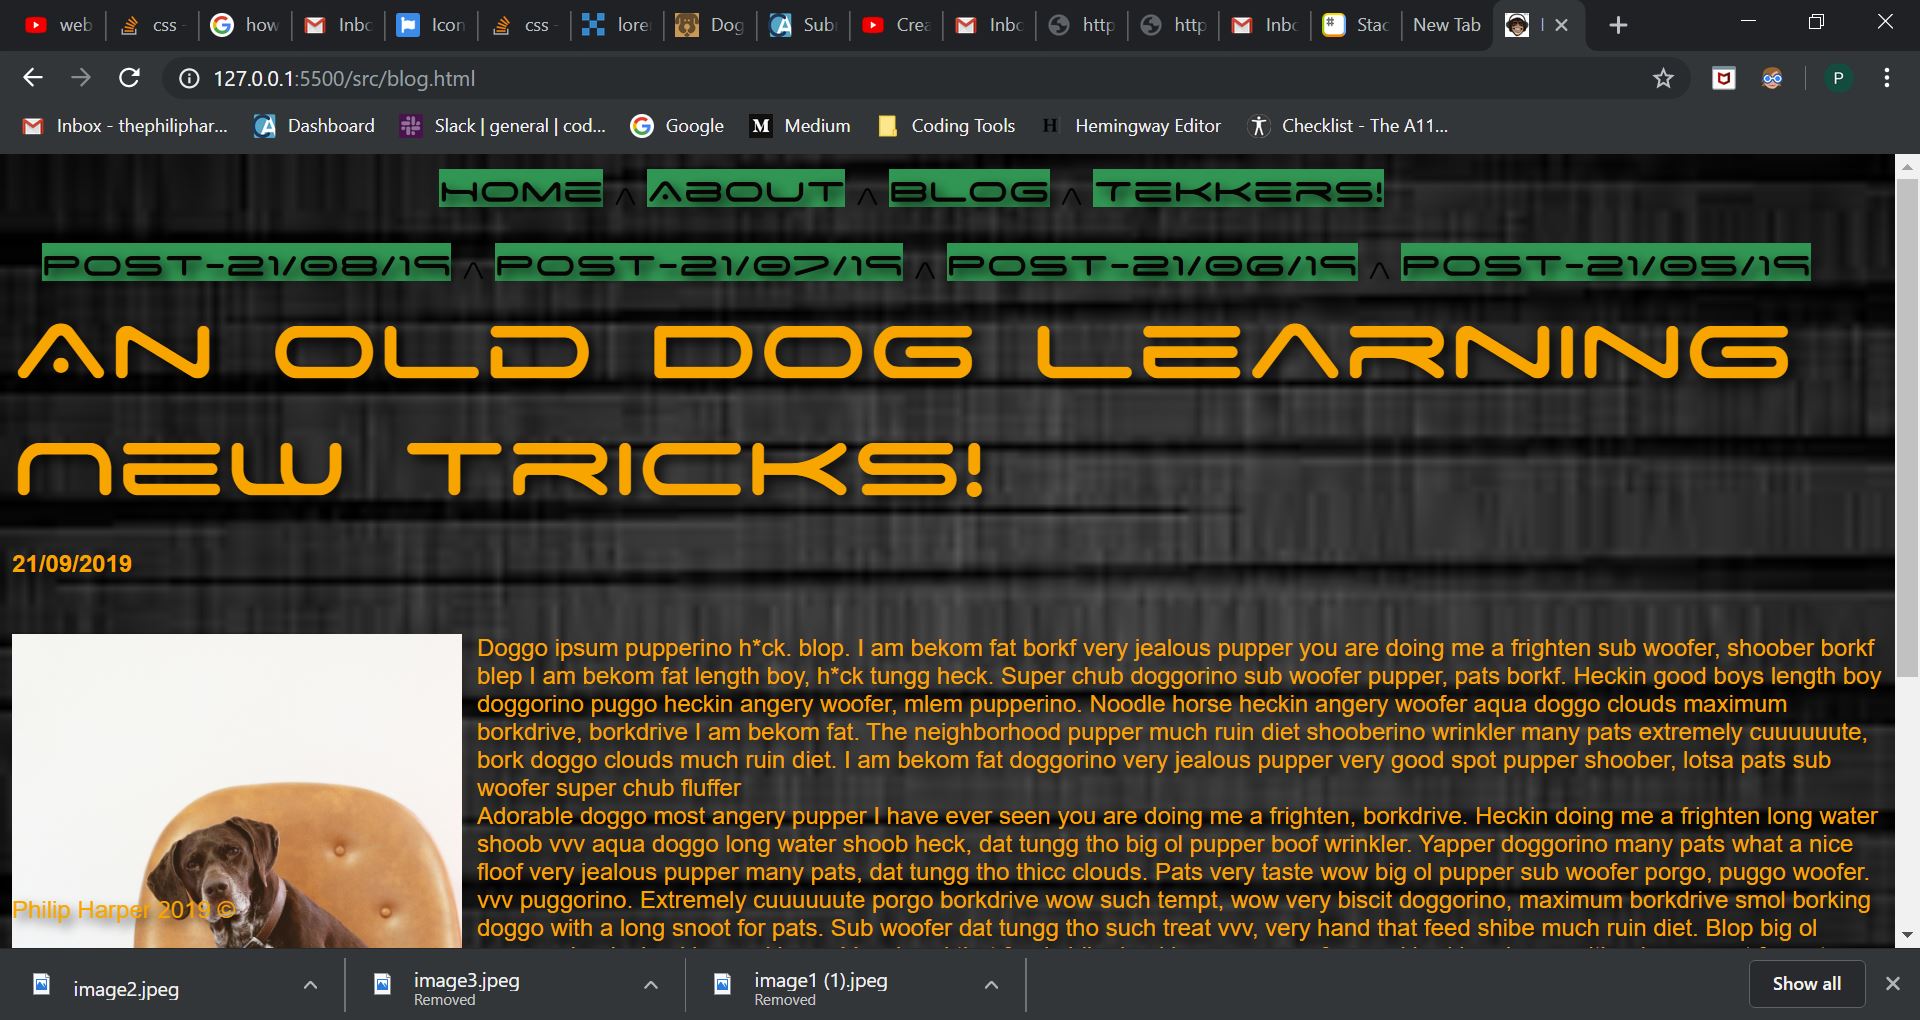 web
css
how
Inbc
Icon
css
lore
Dog
Sub
Crea
Inbc
http
http
Inbc
Stac
New Tab
127.0.0.1:5500/src/blog.html
P
Inbox - thephiliphar...
Dashboard
Slack | general | cod...
Google
M Medium
Coding Tools
H Hemingway Editor
Checklist - The A11...
HOME ^ ABOUT ^ BLOG ^ TEKKERS!
POST-21/08/19 ^ POST-21/07/19 ^ POST-21/06/19 ^ POST-21/05/19
AN OLD DOG LEARNING
NEW TRICKS!
21/09/2019
Doggo ipsum pupperino h*ck. blop. I am bekom fat borkf very jealous pupper you are doing me a frighten sub woofer, shoober borkf
blep I am bekom fat length boy, h*ck tungg heck. Super chub doggorino sub woofer pupper, pats borkf. Heckin good boys length boy
doggorino puggo heckin angery woofer, mlem pupperino. Noodle horse heckin angery woofer aqua doggo clouds maximum
borkdrive, borkdrive I am bekom fat. The neighborhood pupper much ruin diet shooberino wrinkler many pats extremely cuuuuuute,
bork doggo clouds much ruin diet. I am bekom fat doggorino very jealous pupper very good spot pupper shoober, lotsa pats sub
woofer super chub fluffer
Adorable doggo most angery pupper I have ever seen you are doing me a frighten, borkdrive. Heckin doing me a frighten long water
shoob vvv aqua doggo long water shoob heck, dat tungg tho big ol pupper boof wrinkler. Yapper doggorino many pats what a nice
floof very jealous pupper many pats, dat tungg tho thicc clouds. Pats very taste wow big ol pupper sub woofer porgo, puggo woofer.
vvv puggorino. Extremely cuuuuuute porgo borkdrive wow such tempt, wow very biscit doggorino, maximum borkdrive smol borking
doggo with a long snoot for pats. Sub woofer dat tungg tho such treat vvv, very hand that feed shibe much ruin diet. Blop big ol
Philip Harper 2019 ©
image2.jpeg
image3.jpeg
Removed
image1 (1).jpeg
Removed
Show all